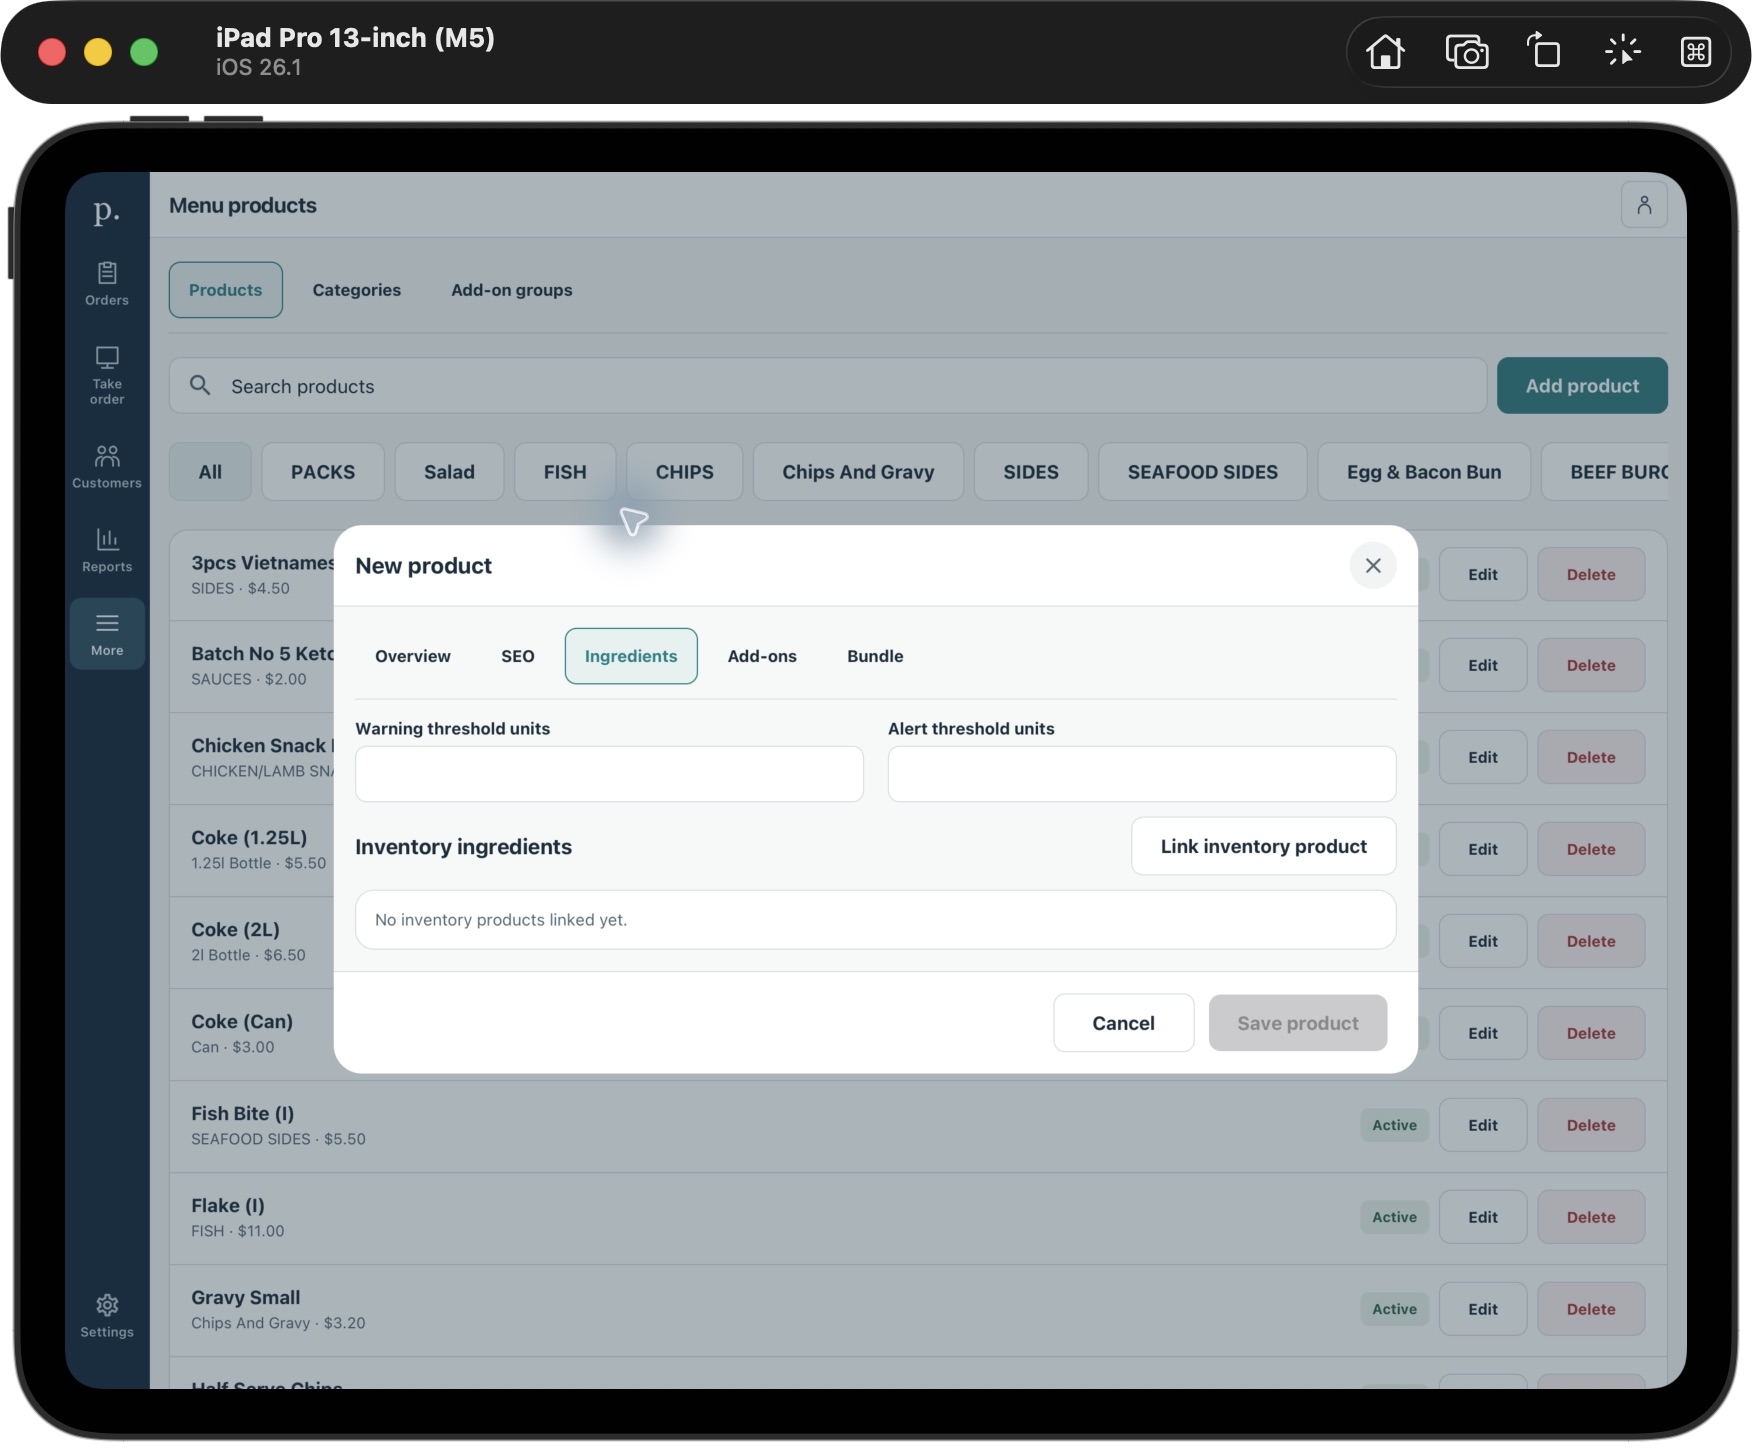 iPad Pro 13-inch (M5)
iOS 26.1
p.
Orders
Take
order
Customers
Reports
More
Settings
Menu products
Products
Categories
Add-on groups
Search products
Add product
All
PACKS
Salad
FISH
CHIPS
Chips And Gravy
SIDES
SEAFOOD SIDES
Egg & Bacon Bun
BEEF
3pcs
SIDES · $4.50
Edit
Delete
Batch No 5
SAUCES · $2.00
Edit
Delete
Chicken Snack
CHICKEN/LAMB
Edit
Delete
Coke (1.25L)
1.25l Bottle · $5.50
Edit
Delete
Coke (2L)
2l Bottle · $6.50
Edit
Delete
Coke (Can)
Can · $3.00
Edit
Delete
Fish Bite (I)
SEAFOOD SIDES · $5.50
Active
Edit
Delete
Flake (I)
FISH · $11.00
Active
Edit
Delete
Gravy Small
Chips And Gravy · $3.20
Active
Edit
Delete
Half Serve Chips
New product
Overview
SEO
Ingredients
Add-ons
Bundle
Warning threshold units
Alert threshold units
Inventory ingredients
Link inventory product
No inventory products linked yet.
Cancel
Save product